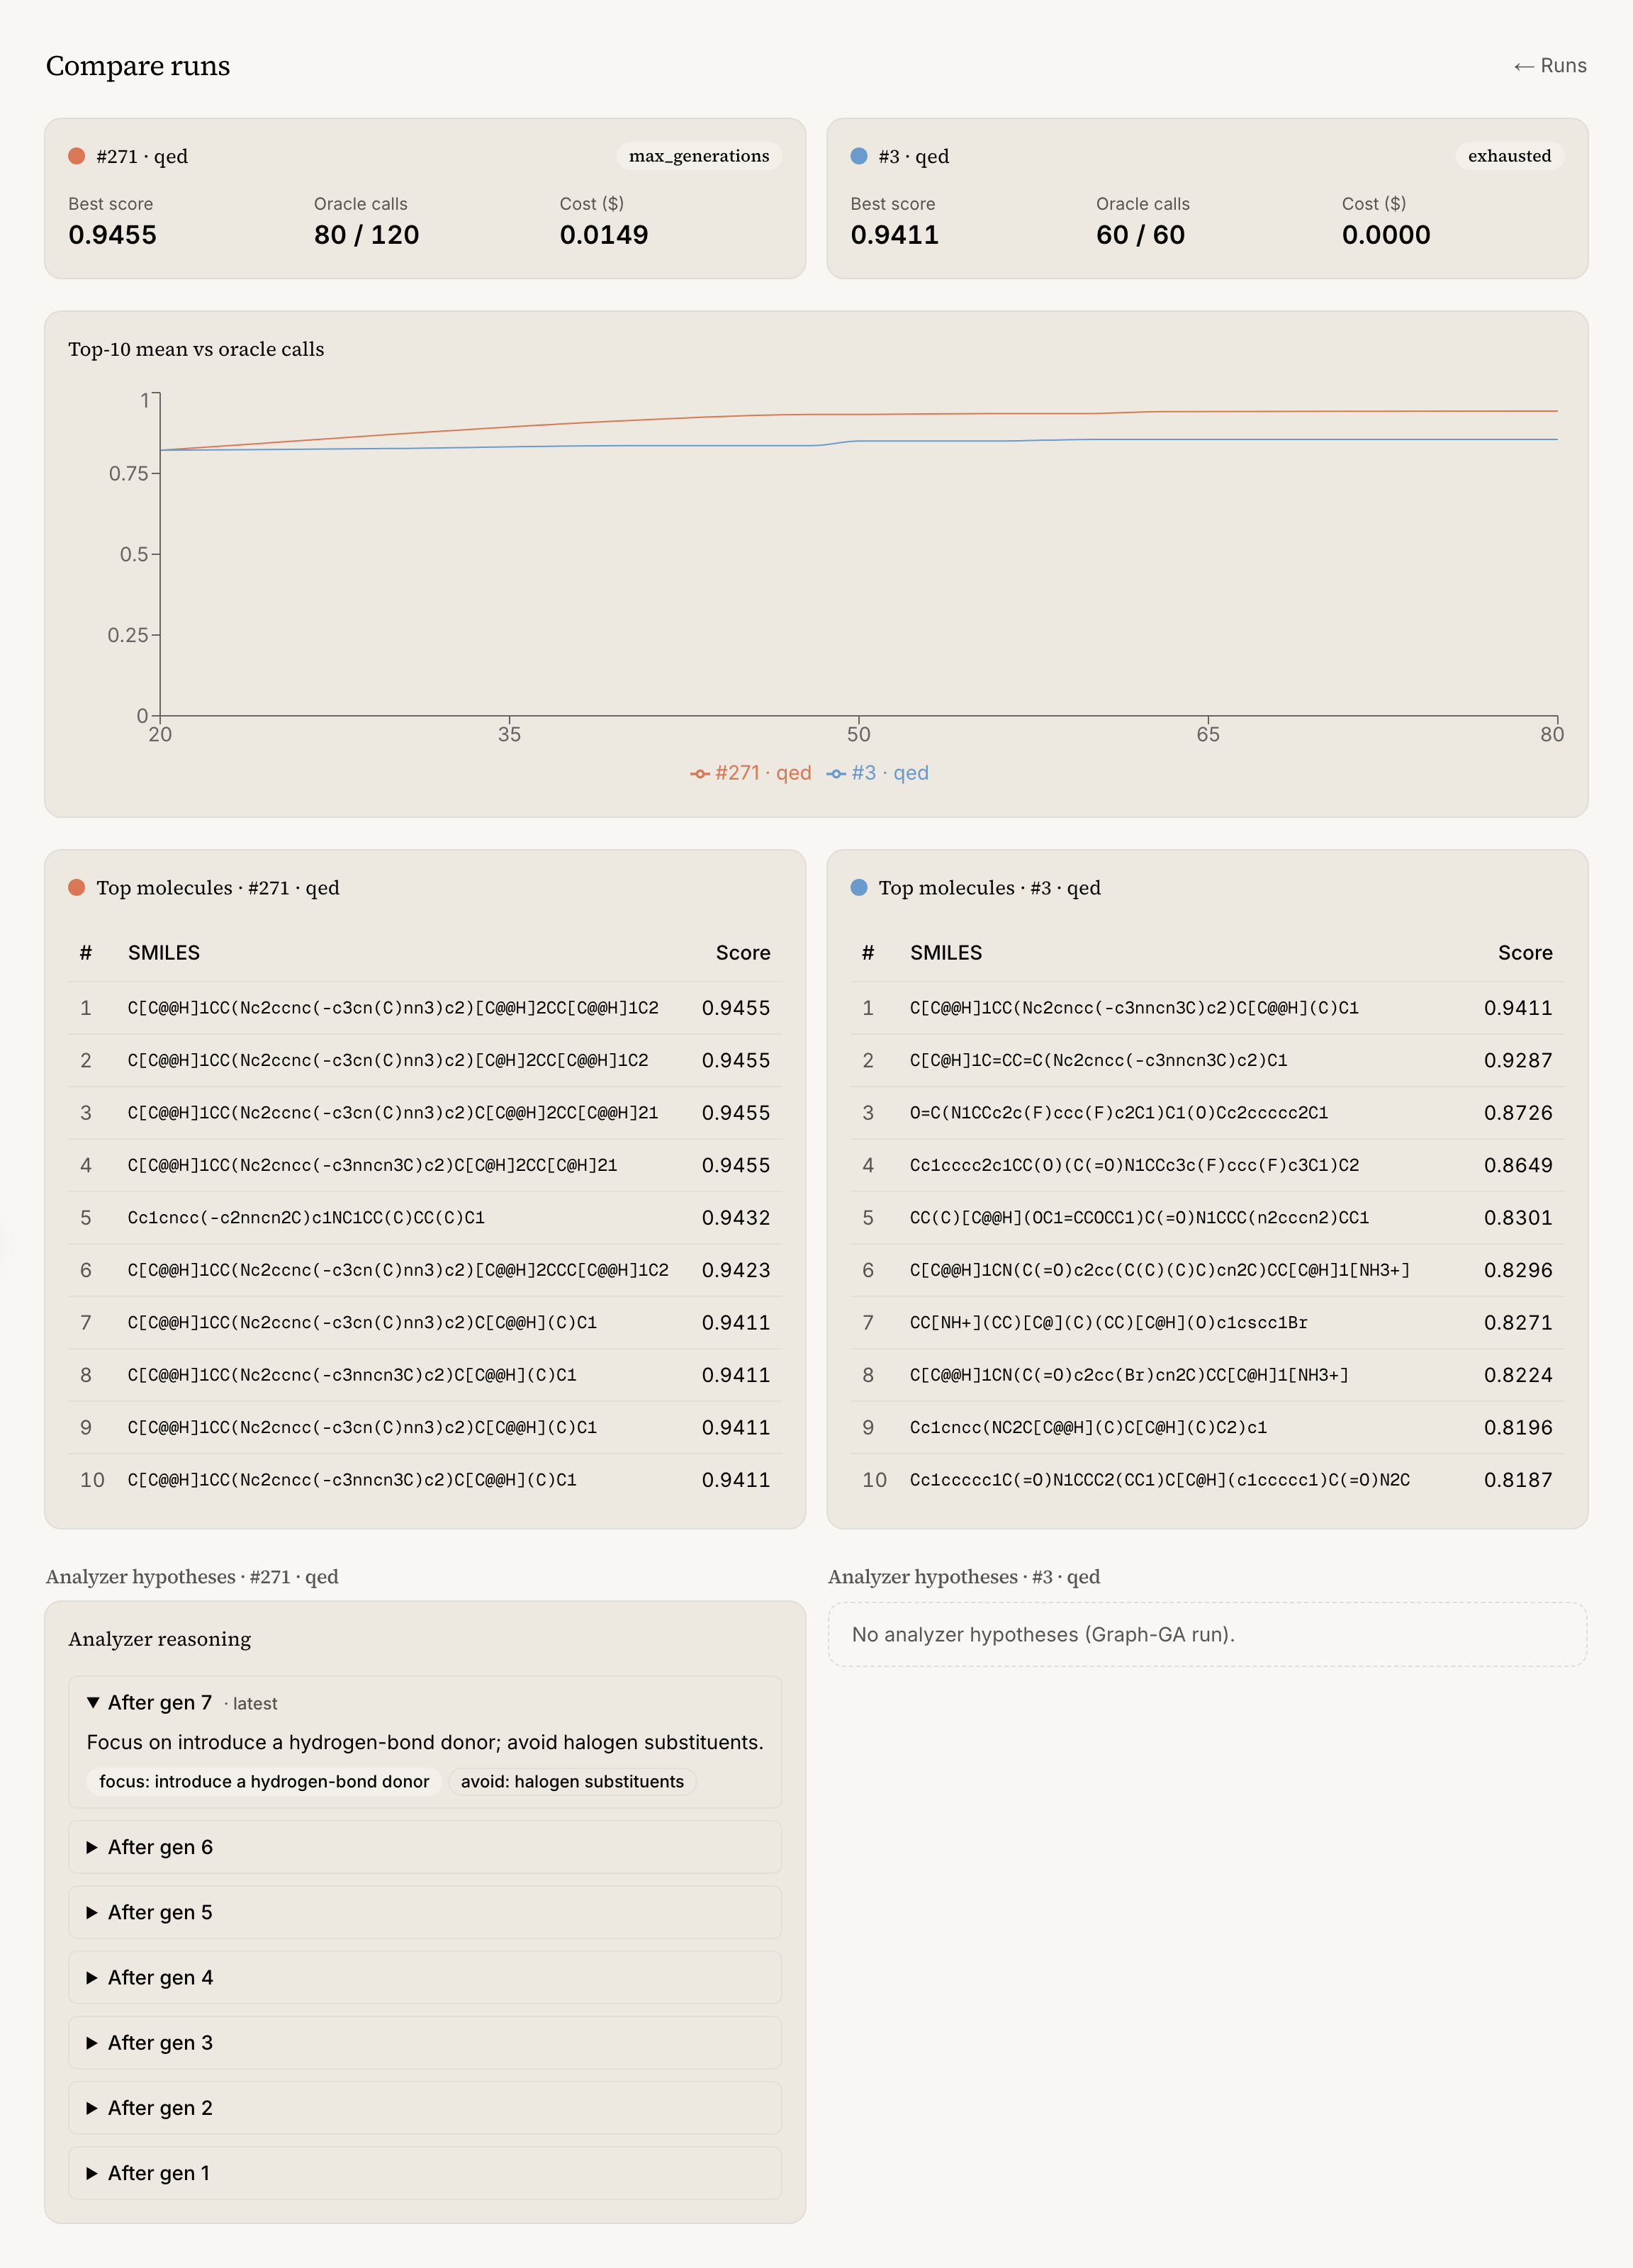 Compare runs
← Runs
#271 · qed
max_generations
Best score
Oracle calls
Cost ($)
0.9455
80 / 120
0.0149
#3 · qed
exhausted
Best score
Oracle calls
Cost ($)
0.9411
60 / 60
0.0000
Top-10 mean vs oracle calls
1
0.75
0.5
0.25
0
20
35
50
65
80
#271 · qed
#3 · qed
Top molecules · #271 · qed
# SMILES Score
1 C[C@@H]1CC(Nc2ccnc(-c3cn(C)nn3)c2)[C@@H]2CC[C@@H]1C2 0.9455
2 C[C@@H]1CC(Nc2ccnc(-c3cn(C)nn3)c2)[C@H]2CC[C@@H]1C2 0.9455
3 C[C@@H]1CC(Nc2ccnc(-c3cn(C)nn3)c2)C[C@@H]2CC[C@@H]21 0.9455
4 C[C@@H]1CC(Nc2cncc(-c3nncn3C)c2)C[C@H]2CC[C@H]21 0.9455
5 Cc1cncc(-c2nncn2C)c1NC1CC(C)CC(C)C1 0.9432
6 C[C@@H]1CC(Nc2ccnc(-c3cn(C)nn3)c2)[C@@H]2CCC[C@@H]1C2 0.9423
7 C[C@@H]1CC(Nc2ccnc(-c3cn(C)nn3)c2)C[C@@H](C)C1 0.9411
8 C[C@@H]1CC(Nc2cncc(-c3nncn3C)c2)C[C@@H](C)C1 0.9411
9 C[C@@H]1CC(Nc2cncc(-c3cn(C)nn3)c2)C[C@@H](C)C1 0.9411
10 C[C@@H]1CC(Nc2cncc(-c3nncn3C)c2)C[C@@H](C)C1 0.9411
Top molecules · #3 · qed
# SMILES Score
1 C[C@@H]1CC(Nc2cncc(-c3nncn3C)c2)C[C@@H](C)C1 0.9411
2 C[C@H]1C=CC=C(Nc2cncc(-c3nncn3C)c2)C1 0.9287
3 O=C(N1CCc2c(F)ccc(F)c2C1)C1(O)Cc2ccccc2C1 0.8726
4 Cc1cccc2c1CC(O)(C(=O)N1CCc3c(F)ccc(F)c3C1)C2 0.8649
5 CC(C)[C@@H](OC1=CCOCC1)C(=O)N1CCC(n2cccn2)CC1 0.8301
6 C[C@@H]1CN(C(=O)c2cc(C(C)(C)C)cn2C)CC[C@H]1[NH3+] 0.8296
7 CC[NH+](CC)[C@](C)(CC)[C@H](O)c1cscc1Br 0.8271
8 C[C@@H]1CN(C(=O)c2cc(Br)cn2C)CC[C@H]1[NH3+] 0.8224
9 Cc1cncc(NC2C[C@@H](C)C[C@H](C)C2)c1 0.8196
10 Cc1ccccc1C(=O)N1CCC2(CC1)C[C@H](c1ccccc1)C(=O)N2C 0.8187
Analyzer hypotheses · #271 · qed
Analyzer reasoning
After gen 7 · latest
Focus on introduce a hydrogen-bond donor; avoid halogen substituents.
focus: introduce a hydrogen-bond donor
avoid: halogen substituents
After gen 6
After gen 5
After gen 4
After gen 3
After gen 2
After gen 1
Analyzer hypotheses · #3 · qed
No analyzer hypotheses (Graph-GA run).